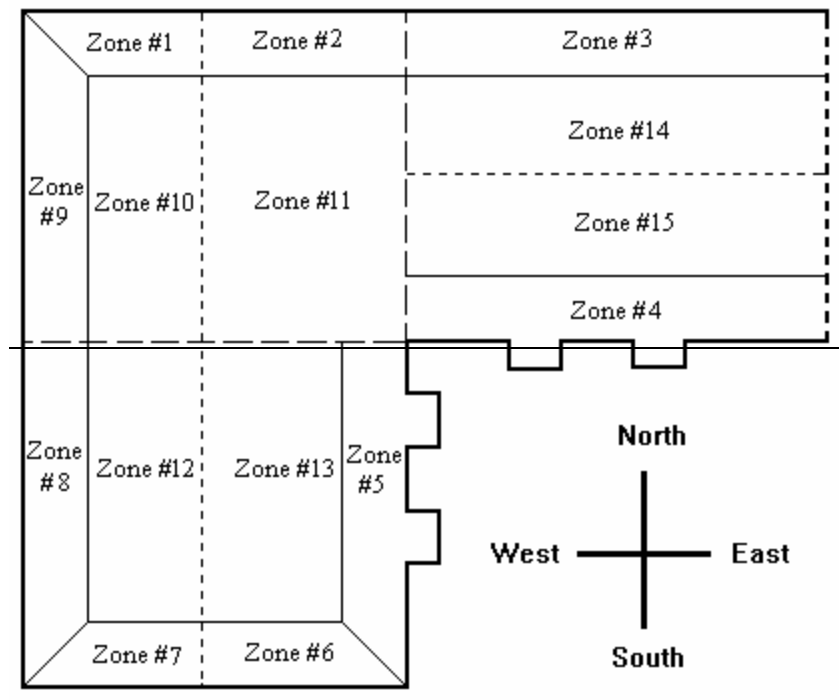 Zone #1
Zone #2
Zone #3
Zone #14
Zone
#9
Zone #10
Zone #11
Zone #15
Zone #4
Zone
#8
Zone #12
Zone #13
Zone
#5
Zone #7
Zone #6
North
West
East
South